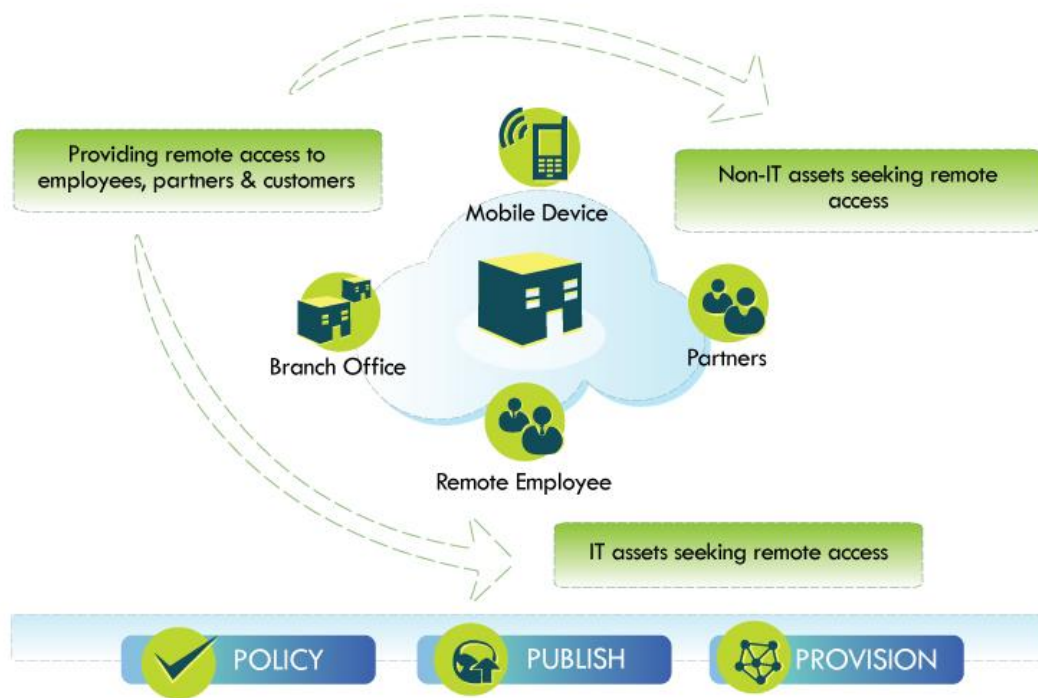 Providing remote access to
employees, partners & customers
Mobile Device
Non-IT assets seeking remote
access
Branch Office
Partners
Remote Employee
IT assets seeking remote access
POLICY
PUBLISH
PROVISION